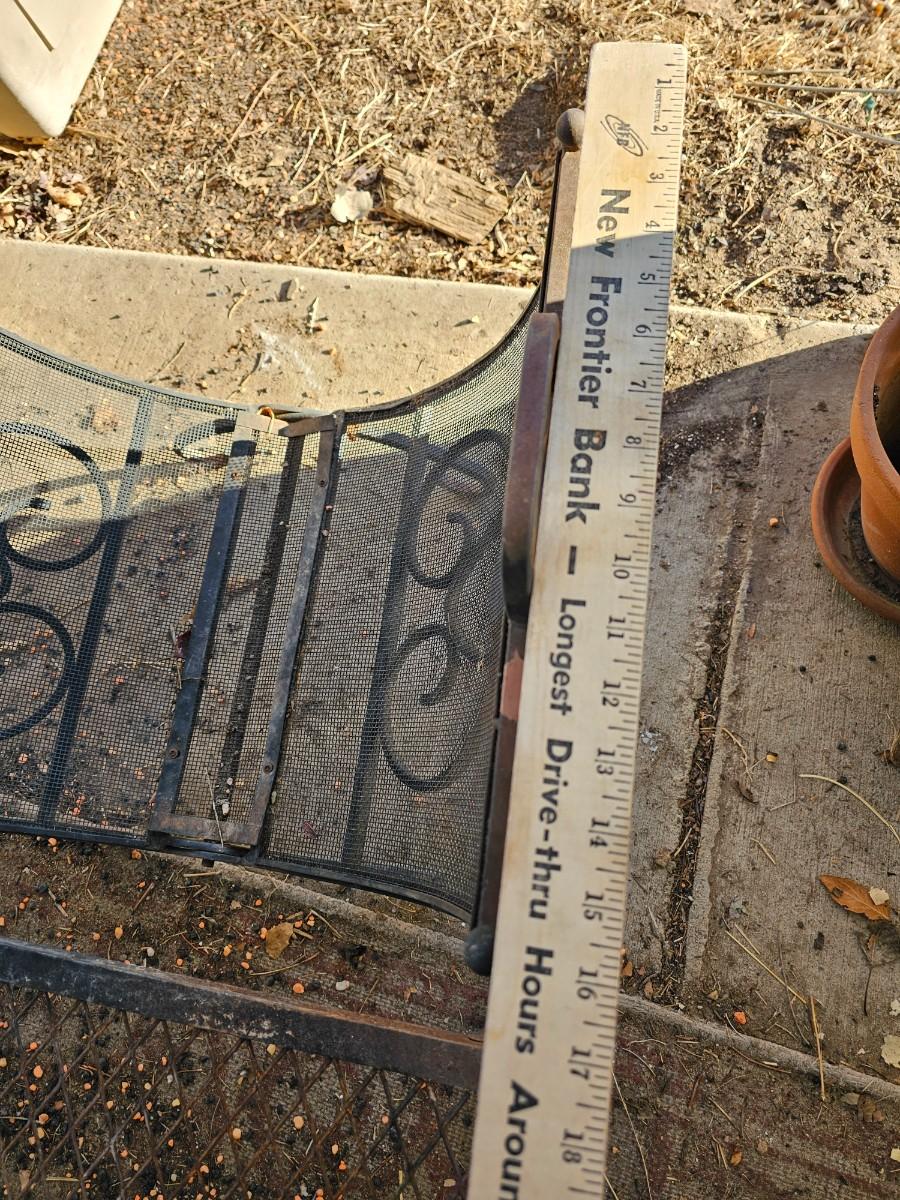 1 2 3 4 5 6 7 8 9 10 11 12 13 14 15 16 17 18
New Frontier Bank – Longest Drive-thru Hours Aroun